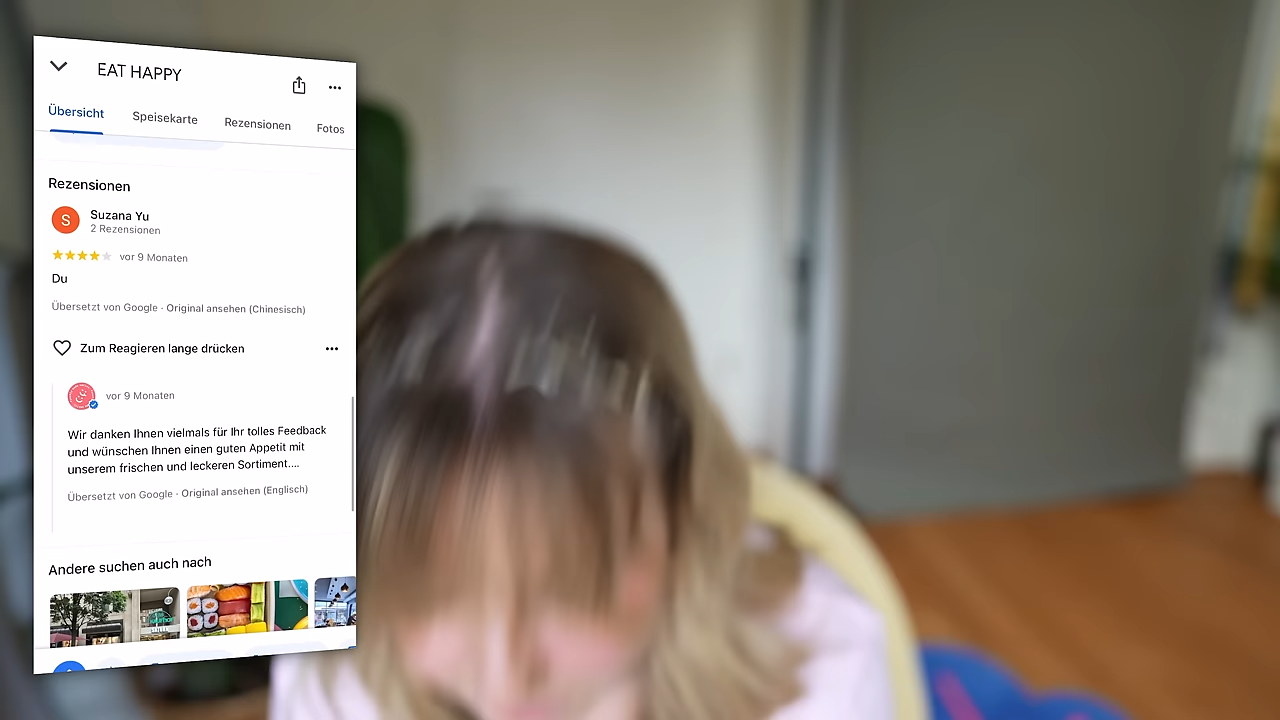 EAT HAPPY
Übersicht Speisekarte Rezensionen Fotos
Rezensionen
S
Suzana Yu
2 Rezensionen
vor 9 Monaten
Du
Übersetzt von Google · Original ansehen (Chinesisch)
Zum Reagieren lange drücken
vor 9 Monaten
Wir danken Ihnen vielmals für Ihr tolles Feedback
und wünschen Ihnen einen guten Appetit mit
unserem frischen und leckeren Sortiment....
Übersetzt von Google · Original ansehen (Englisch)
Andere suchen auch nach